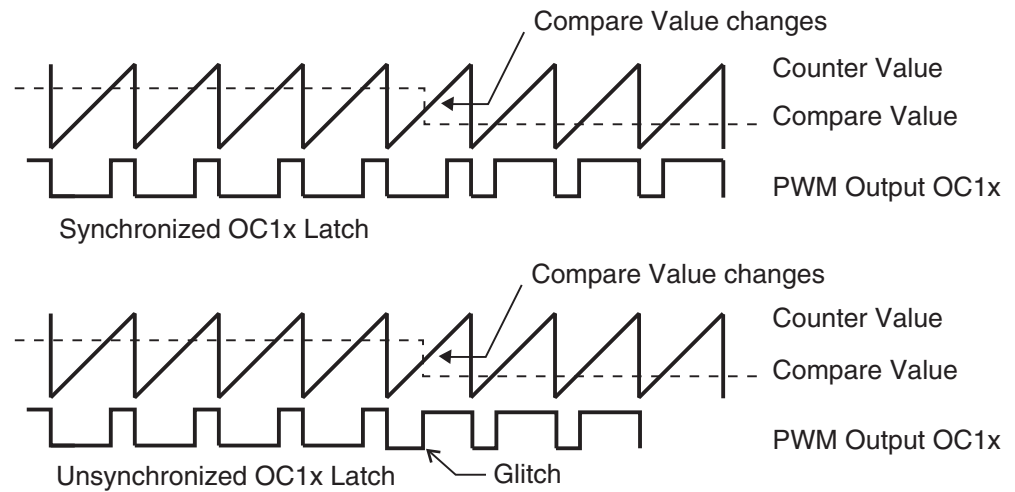 Compare Value changes
Counter Value
Compare Value
PWM Output OC1x
Synchronized OC1x Latch
Compare Value changes
Counter Value
Compare Value
PWM Output OC1x
Unsynchronized OC1x Latch
Glitch